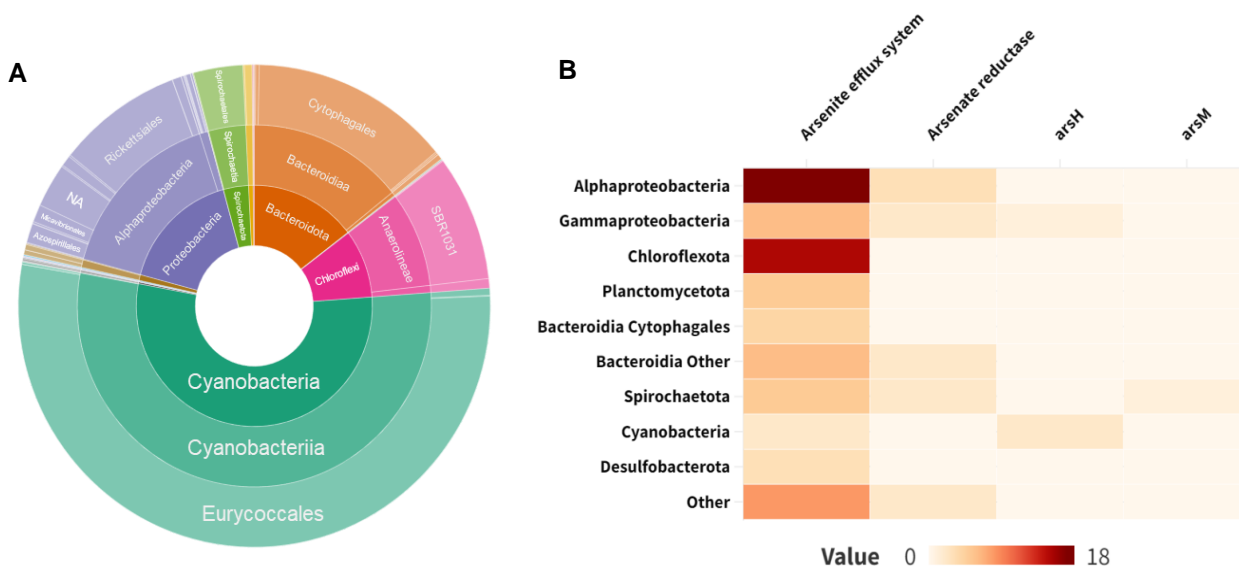 A
Cytophagales
Bacteroidiaa
Bacteroidota
SBR1031
Anaerolineae
Chloroflexi
Cyanobacteria
Cyanobacteriia
Eurycoccales
Proteobacteria
Alphaproteobacteria
Rickettsiales
NA
Micavibrionales
Azospirillales
Spirochaetota
Spirochaetia
Spirochaetales
B
Arsenite efflux system
Arsenate reductase
arsH
arsM
Alphaproteobacteria
Gammaproteobacteria
Chloroflexota
Planctomycetota
Bacteroidia Cytophagales
Bacteroidia Other
Spirochaetota
Cyanobacteria
Desulfobacterota
Other
Value 0 18